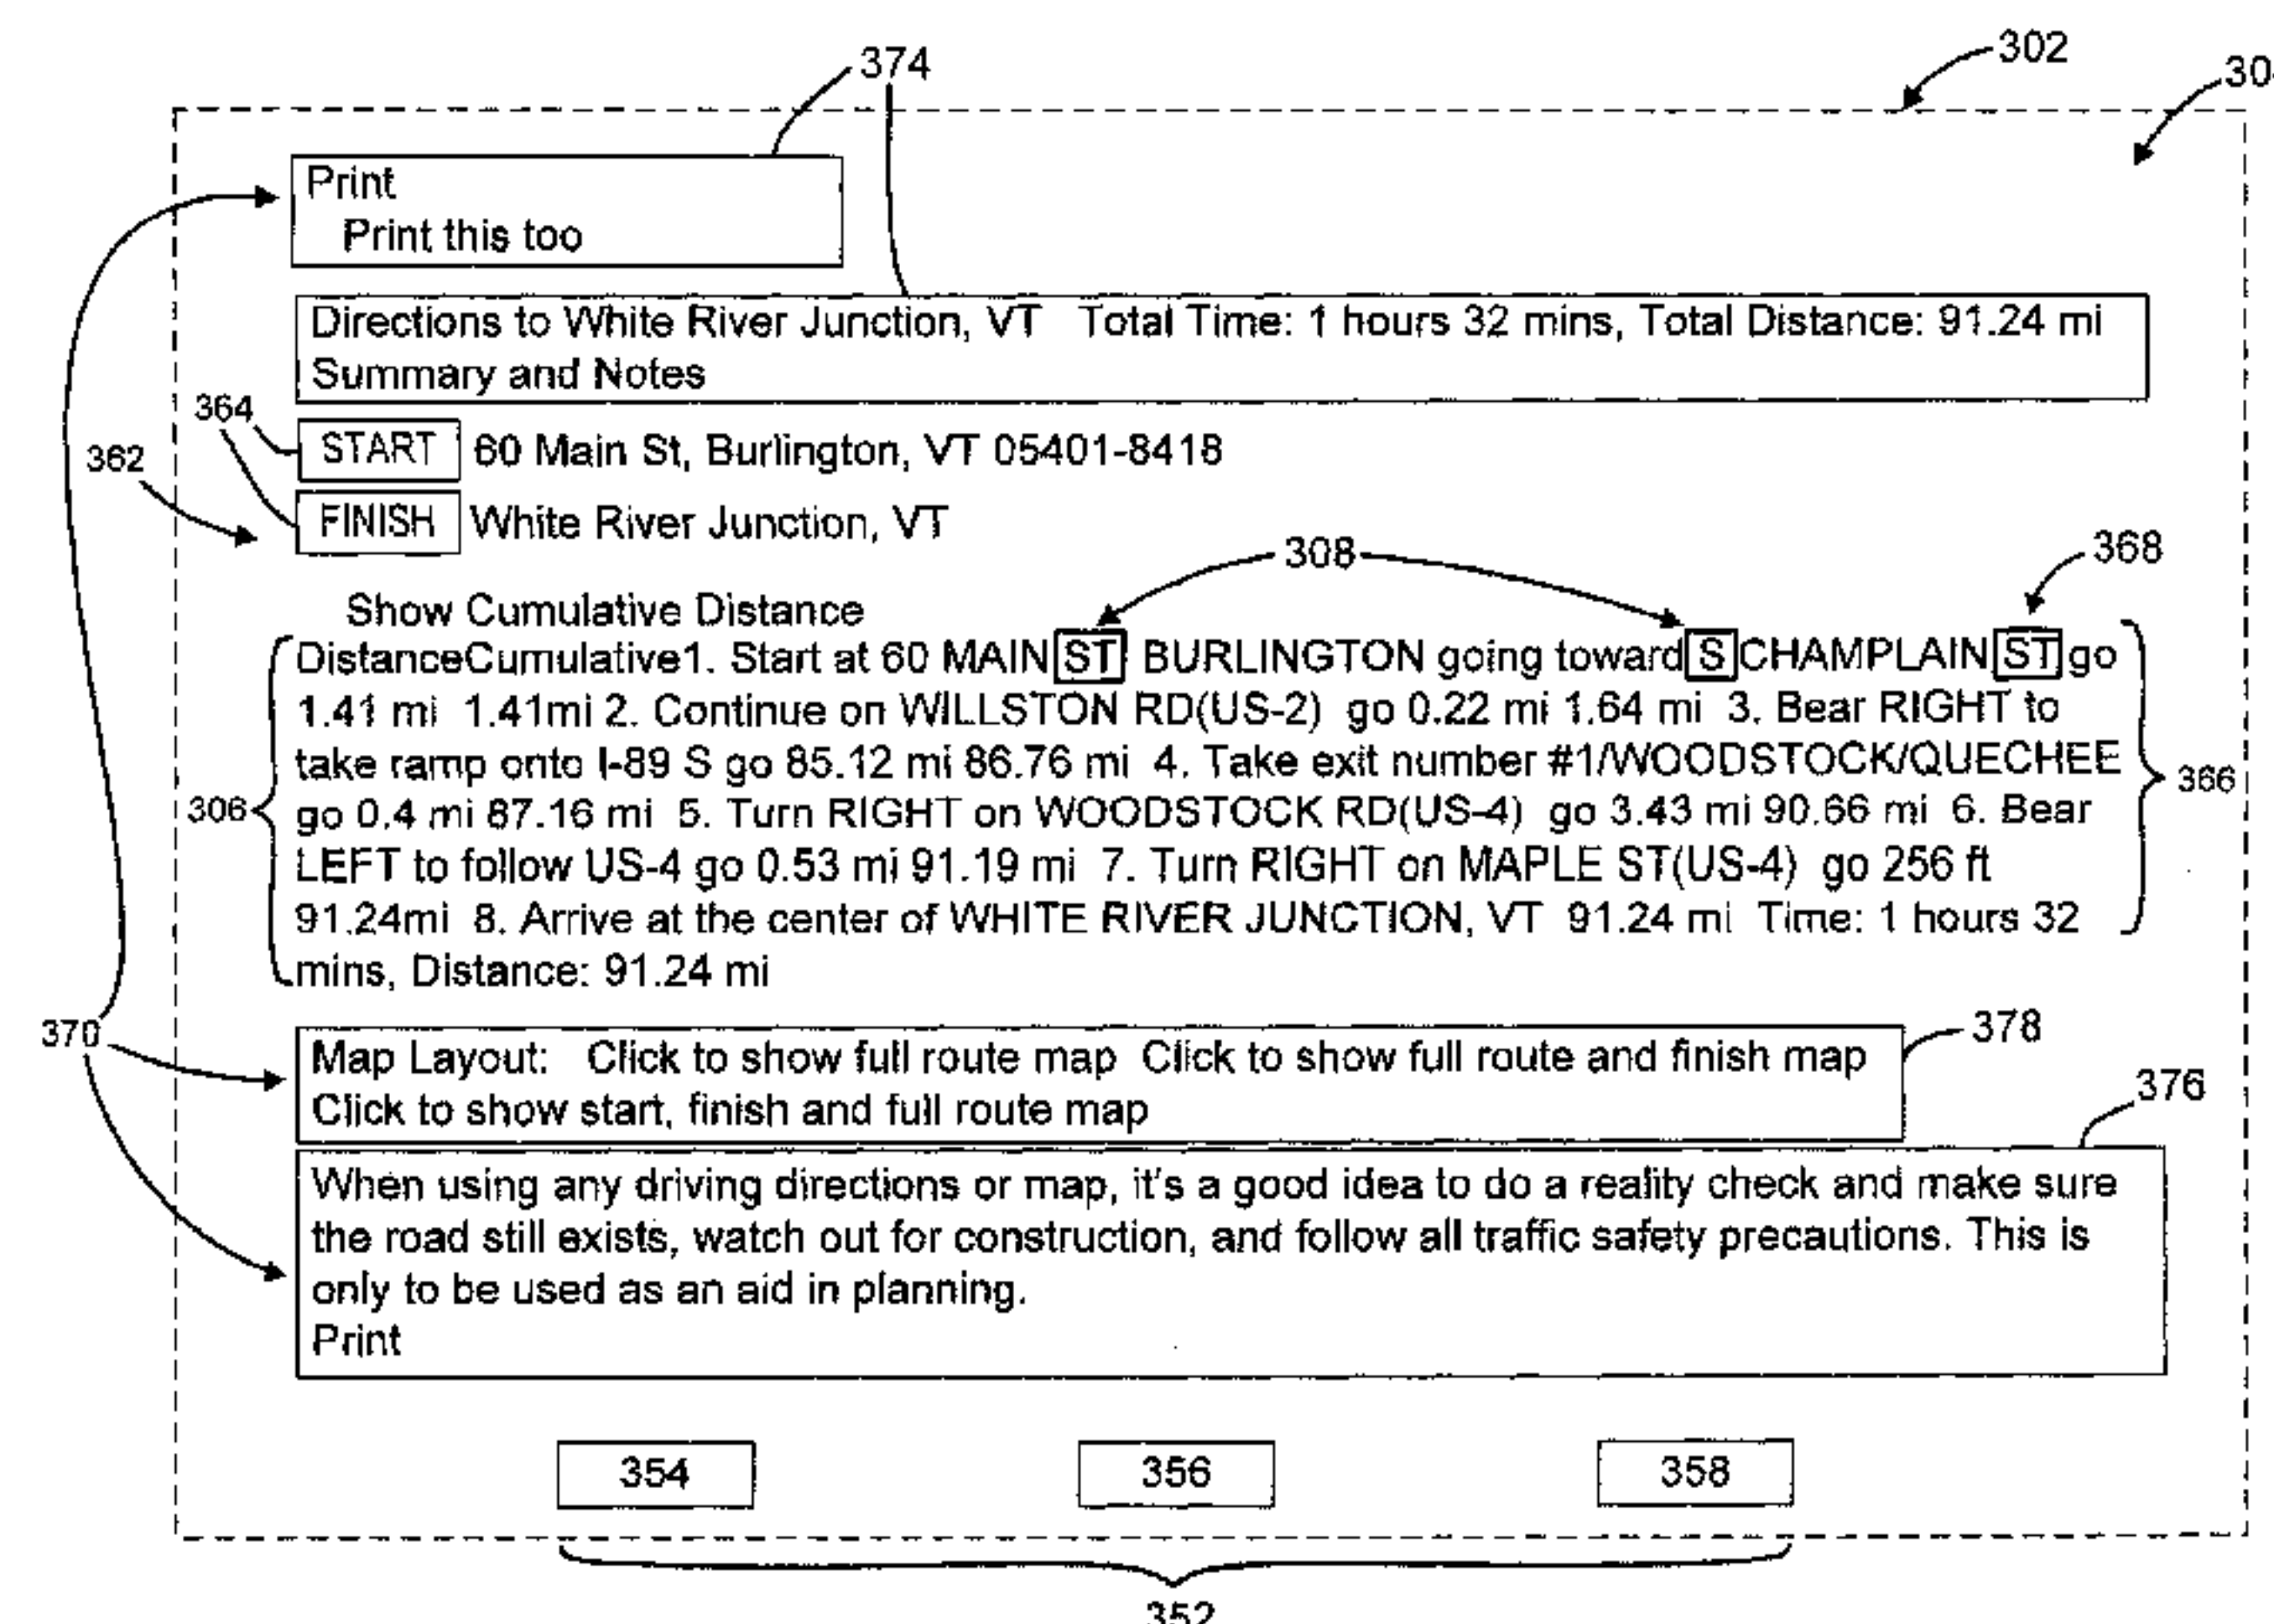 374
302
Print
Print this too
Directions to White River Junction, VT Total Time: 1 hours 32 mins, Total Distance: 91.24 mi
Summary and Notes
364
START 60 Main St, Burlington, VT 05401-8418
362
FINISH White River Junction, VT
308
368
Show Cumulative Distance
DistanceCumulative1. Start at 60 MAIN ST BURLINGTON going toward S CHAMPLAIN ST go
1.41 mi 1.41mi 2. Continue on WILLSTON RD(US-2) go 0.22 mi 1.64 mi 3. Bear RIGHT to
take ramp onto I-89 S go 85.12 mi 86.76 mi 4. Take exit number #1/WOODSTOCK/QUECHEE
366
306
go 0.4 mi 87.16 mi 5. Turn RIGHT on WOODSTOCK RD(US-4) go 3.43 mi 90.66 mi 6. Bear
LEFT to follow US-4 go 0.53 mi 91.19 mi 7. Turn RIGHT on MAPLE ST(US-4) go 256 ft
91.24mi 8. Arrive at the center of WHITE RIVER JUNCTION, VT 91.24 mi Time: 1 hours 32
mins, Distance: 91.24 mi
370
378
Map Layout: Click to show full route map Click to show full route and finish map
Click to show start, finish and full route map
376
When using any driving directions or map, it's a good idea to do a reality check and make sure
the road still exists, watch out for construction, and follow all traffic safety precautions. This is
only to be used as an aid in planning.
Print
354
356
358
352